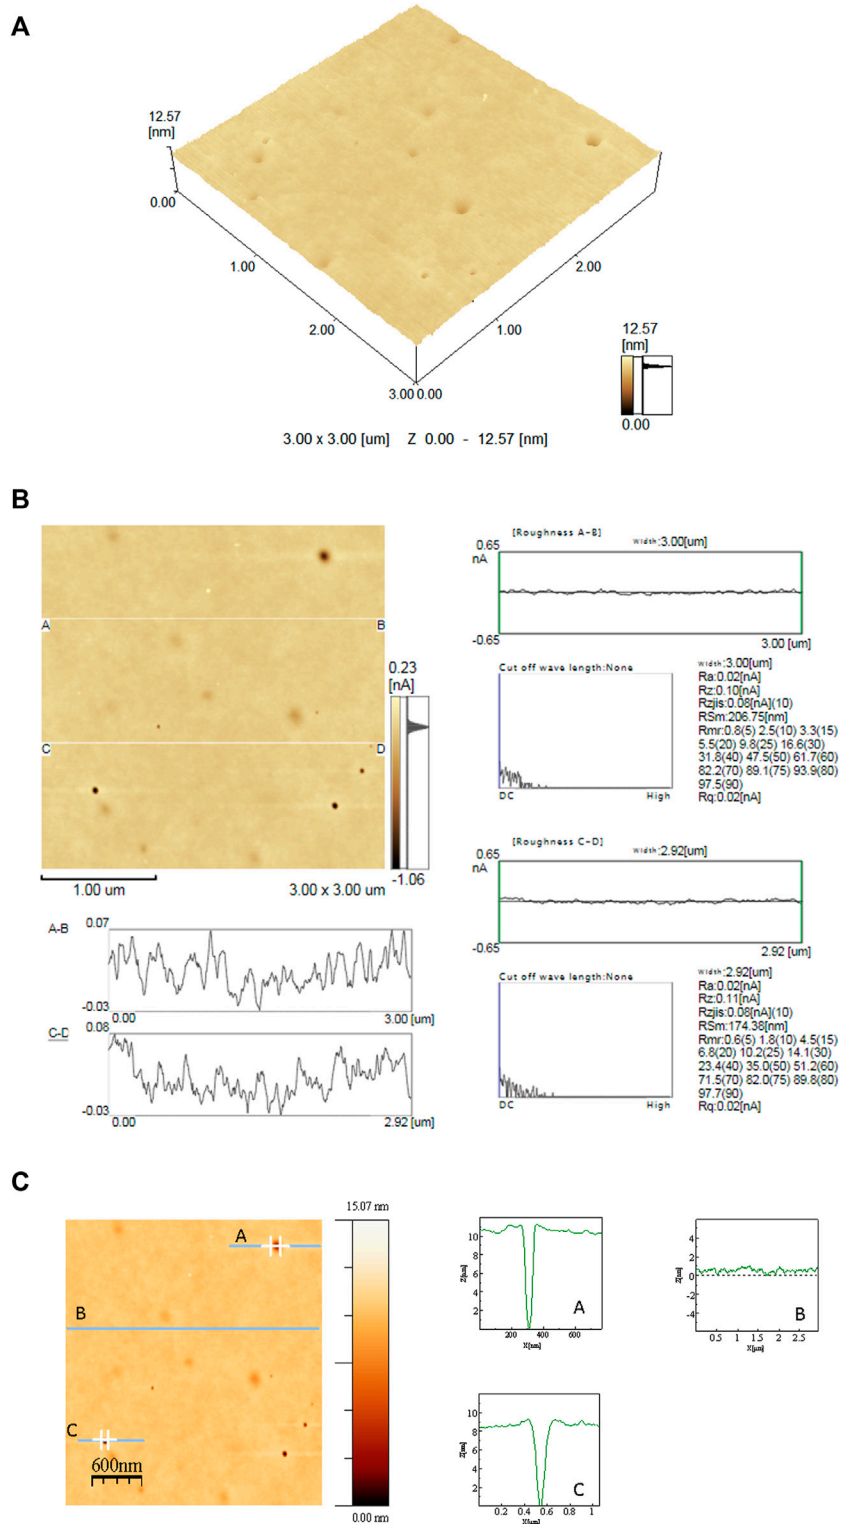 A
12.57
[nm]
0.00
1.00
2.00
2.00
1.00
3.00 0.00
12.57
[nm]
0.00
3.00 x 3.00 [um] Z 0.00 - 12.57 [nm]
B
A
B
C
D
0.23
[nA]
-1.06
1.00 um
3.00 x 3.00 um
A-B
0.07
-0.03
0.00
3.00 [um]
C-D
0.08
-0.03
0.00
2.92 [um]
[Roughness A-B]
Width:3.00[um]
0.65
nA
-0.65
3.00 [um]
Cut off wave length:None
DC
High
Width:3.00[um]
Ra:0.02[nA]
Rz:0.10[nA]
Rzjis:0.08[nA](10)
RSm:206.75[nm]
Rmr:0.8(5) 2.5(10) 3.3(15)
5.5(20) 9.8(25) 16.6(30)
31.8(40) 47.5(50) 61.7(60)
82.2(70) 89.1(75) 93.9(80)
97.5(90)
Rq:0.02[nA]
[Roughness C-D]
Width:2.92[um]
0.65
nA
-0.65
2.92 [um]
Cut off wave length:None
DC
High
Width:2.92[um]
Ra:0.02[nA]
Rz:0.11[nA]
Rzjis:0.08[nA](10)
RSm:174.38[nm]
Rmr:0.6(5) 1.8(10) 4.5(15)
6.8(20) 10.2(25) 14.1(30)
23.4(40) 35.0(50) 51.2(60)
71.5(70) 82.0(75) 89.8(80)
97.7(90)
Rq:0.02[nA]
C
A
B
C
600nm
15.07 nm
0.00 nm
10
8
6
4
2
Z[nm]
200 400 600
X[nm]
A
4
2
0
-2
-4
Z[nm]
0.5 1 1.5 2 2.5
X[µm]
B
10
8
6
4
2
Z[nm]
0.2 0.4 0.6 0.8 1
X[µm]
C